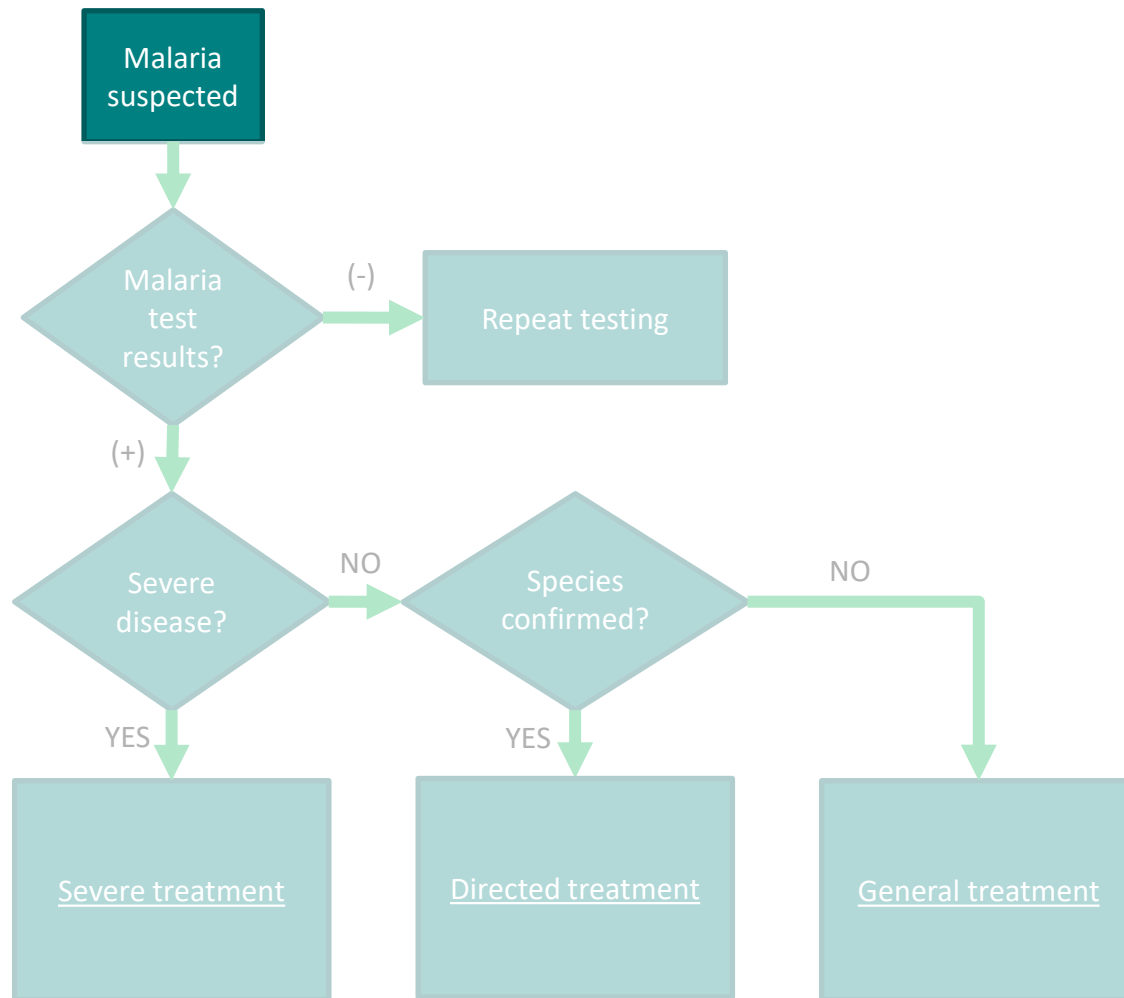 Malaria
suspected
Malaria
test
results?
(-)
Repeat testing
(+)
Severe
disease?
NO
Species
confirmed?
NO
YES
YES
Severe treatment
Directed treatment
General treatment